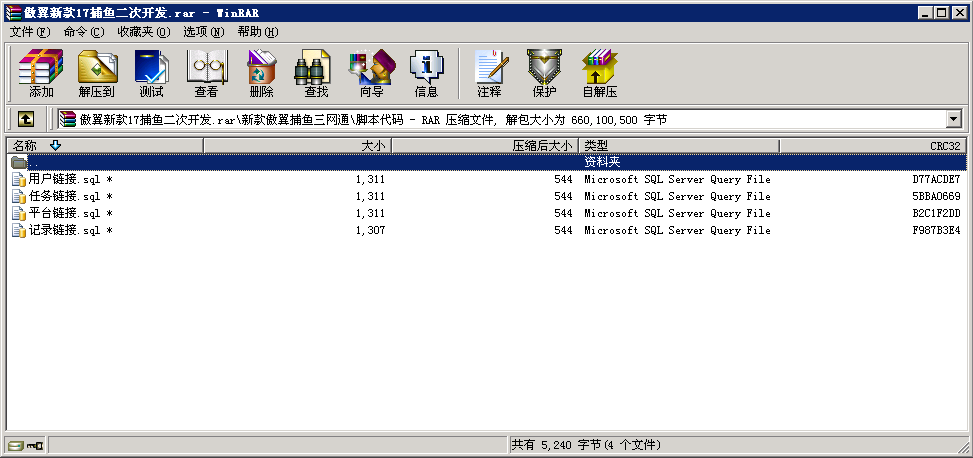 傲翼新款17捕鱼二次开发.rar - WinRAR
文件(F) 命令(C) 收藏夹(O) 选项(N) 帮助(H)
添加 解压到 测试 查看 删除 查找 向导 信息 注释 保护 自解压
傲翼新款17捕鱼二次开发.rar\新款傲翼捕鱼三网通\脚本代码 - RAR 压缩文件, 解包大小为 660,100,500 字节
名称 大小 压缩后大小 类型 CRC32
.. 资料夹
用户链接.sql * 1,311 544 Microsoft SQL Server Query File D77ACDE7
任务链接.sql * 1,311 544 Microsoft SQL Server Query File 5BBA0669
平台链接.sql * 1,311 544 Microsoft SQL Server Query File B2C1F2DD
记录链接.sql * 1,307 544 Microsoft SQL Server Query File F987B3E4
共有 5,240 字节(4 个文件)